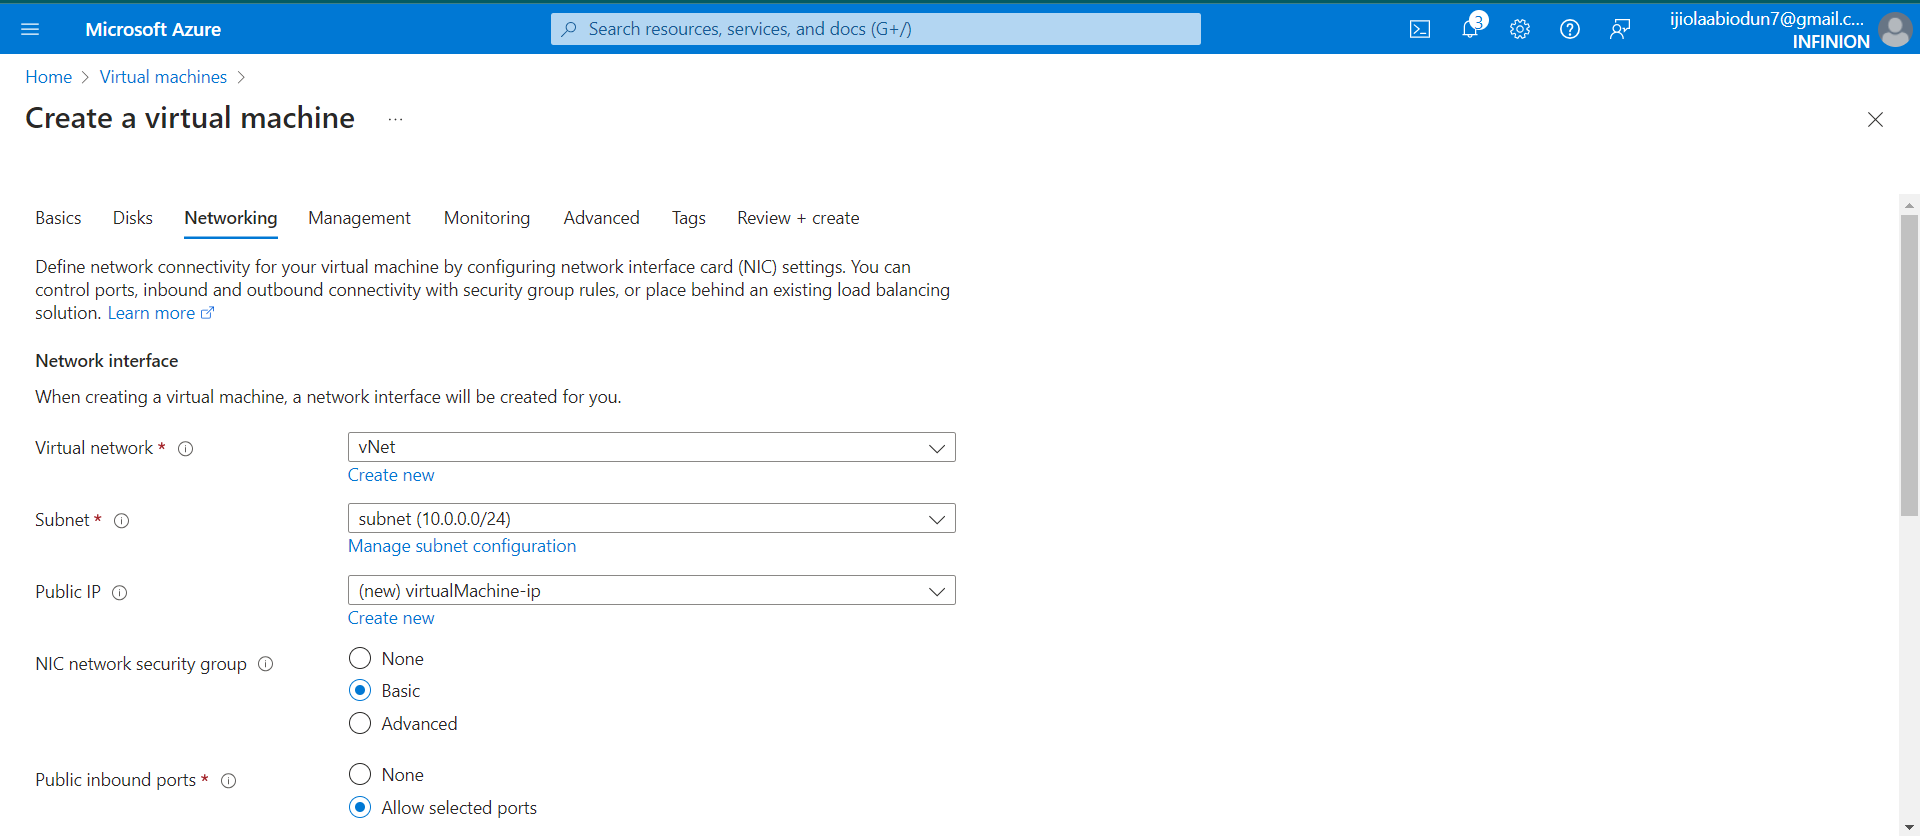 Microsoft Azure
Search resources, services, and docs (G+/)
3
ijiolaabiodun7@gmail.c...
INFINION
Home > Virtual machines >
Create a virtual machine ...
Basics Disks Networking Management Monitoring Advanced Tags Review + create
Define network connectivity for your virtual machine by configuring network interface card (NIC) settings. You can
control ports, inbound and outbound connectivity with security group rules, or place behind an existing load balancing
solution. Learn more
Network interface
When creating a virtual machine, a network interface will be created for you.
Virtual network * vNet
Create new
Subnet * subnet (10.0.0.0/24)
Manage subnet configuration
Public IP (new) virtualMachine-ip
Create new
NIC network security group None
Basic
Advanced
Public inbound ports * None
Allow selected ports